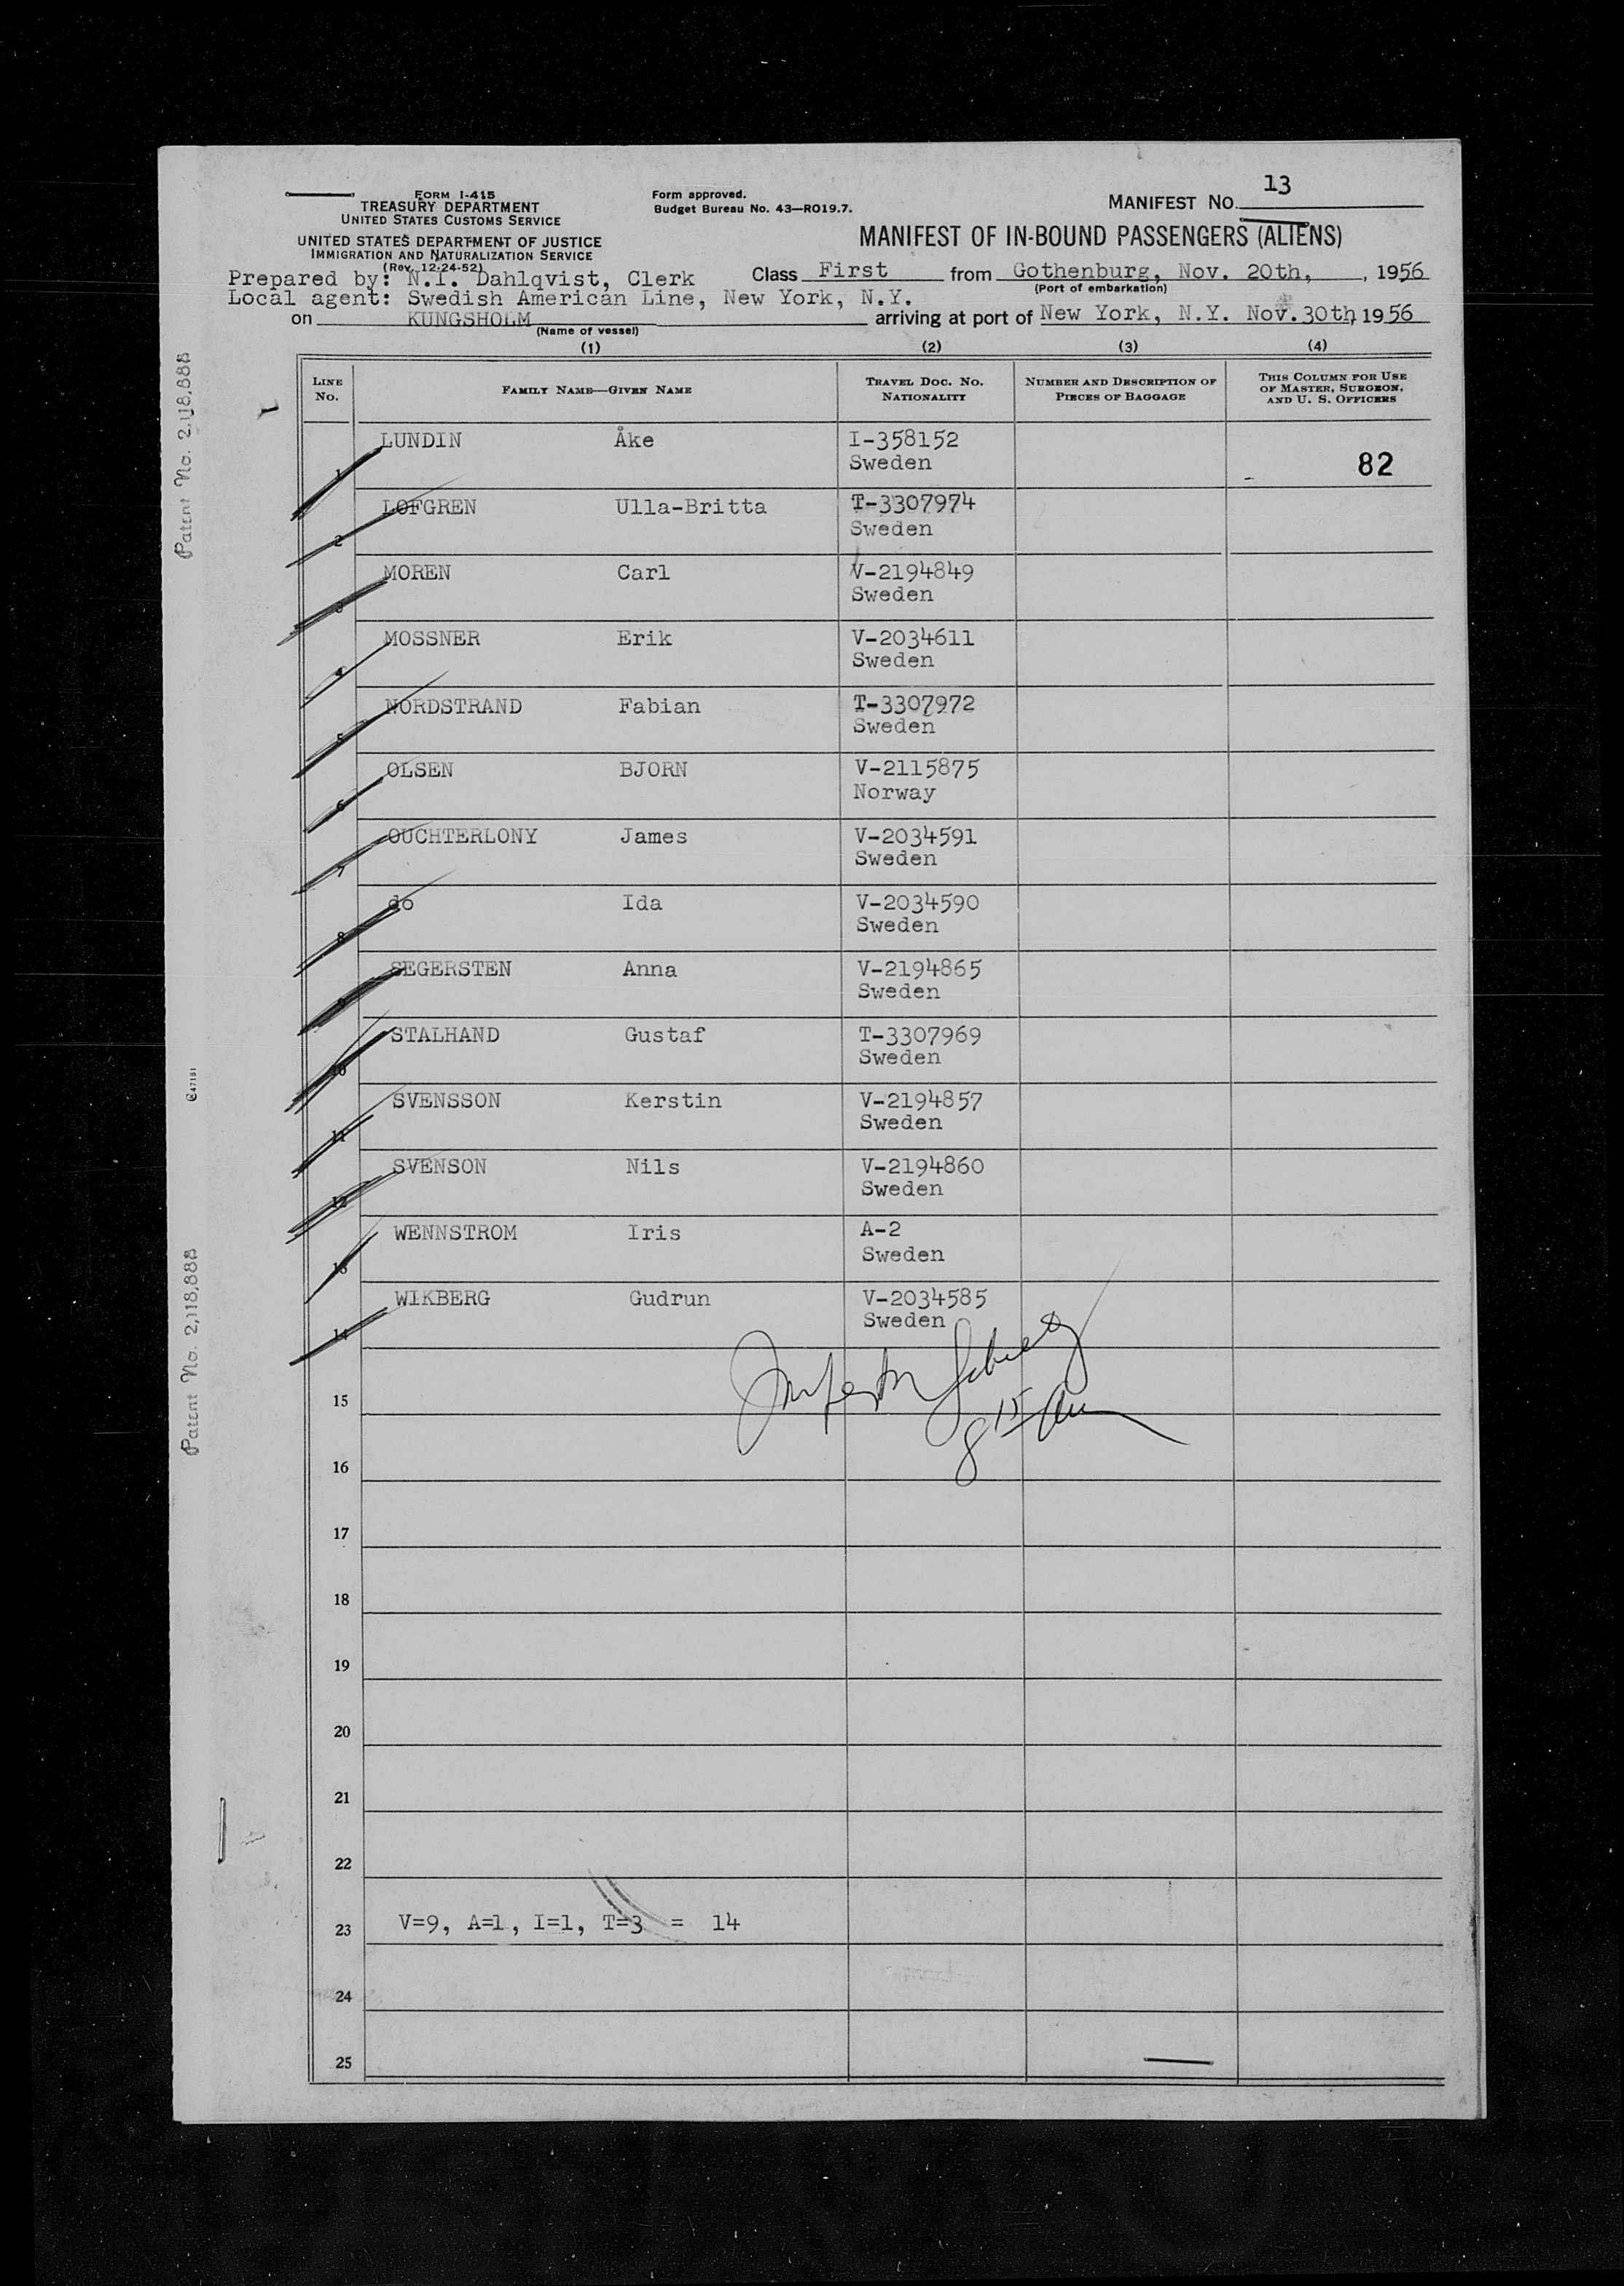 13
FORM I-415 Form approved. MANIFEST NO.
TREASURY DEPARTMENT Budget Bureau No. 43—RO19.7.
UNITED STATES CUSTOMS SERVICE
UNITED STATES DEPARTMENT OF JUSTICE MANIFEST OF IN-BOUND PASSENGERS (ALIENS)
IMMIGRATION AND NATURALIZATION SERVICE
(Rev. 12-24-52)
Prepared by: N.I. Dahlqvist, Clerk Class First from Gothenburg, Nov. 20th, , 1956
(Port of embarkation)
Local agent: Swedish American Line, New York, N.Y.
on KUNGSHOLM arriving at port of New York, N.Y. Nov. 30th, 1956
(Name of vessel)
(1) (2) (3) (4)
LINE NO. FAMILY NAME—GIVEN NAME TRAVEL DOC. NO. NATIONALITY NUMBER AND DESCRIPTION OF PIECES OF BAGGAGE THIS COLUMN FOR USE OF MASTER, SURGEON, AND U. S. OFFICERS
LUNDIN Åke I-358152
1 Sweden 82
LOFGREN Ulla-Britta T-3307974
2 Sweden
MOREN Carl V-2194849
3 Sweden
MOSSNER Erik V-2034611
4 Sweden
NORDSTRAND Fabian T-3307972
5 Sweden
OLSEN BJORN V-2115875
6 Norway
OUCHTERLONY James V-2034591
7 Sweden
do Ida V-2034590
8 Sweden
SEGERSTEN Anna V-2194865
9 Sweden
STALHAND Gustaf T-3307969
10 Sweden
SVENSSON Kerstin V-2194857
11 Sweden
SVENSON Nils V-2194860
12 Sweden
WENNSTROM Iris A-2
13 Sweden
WIKBERG Gudrun V-2034585
14 Sweden
15
8 15 Am
16
17
18
19
20
21
22
23 V=9, A=1, I=1, T=3 = 14
24
25
Patent No. 2,118,888
C47151
Patent No. 2,118,888